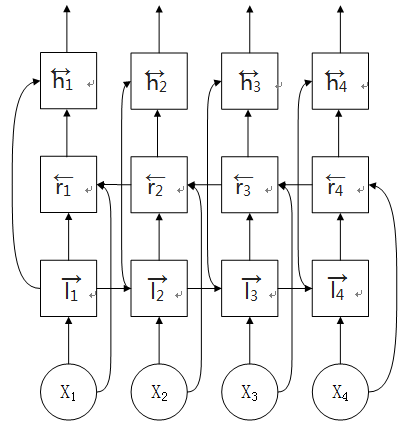 h↔1 ↵ h↔2 ↵ h↔3 ↵ h↔4 ↵
r←1 ↵ r←2 ↵ r←3 ↵ r←4 ↵
l→1 ↵ l→2 ↵ l→3 ↵ l→4 ↵
X1 X2 X3 X4